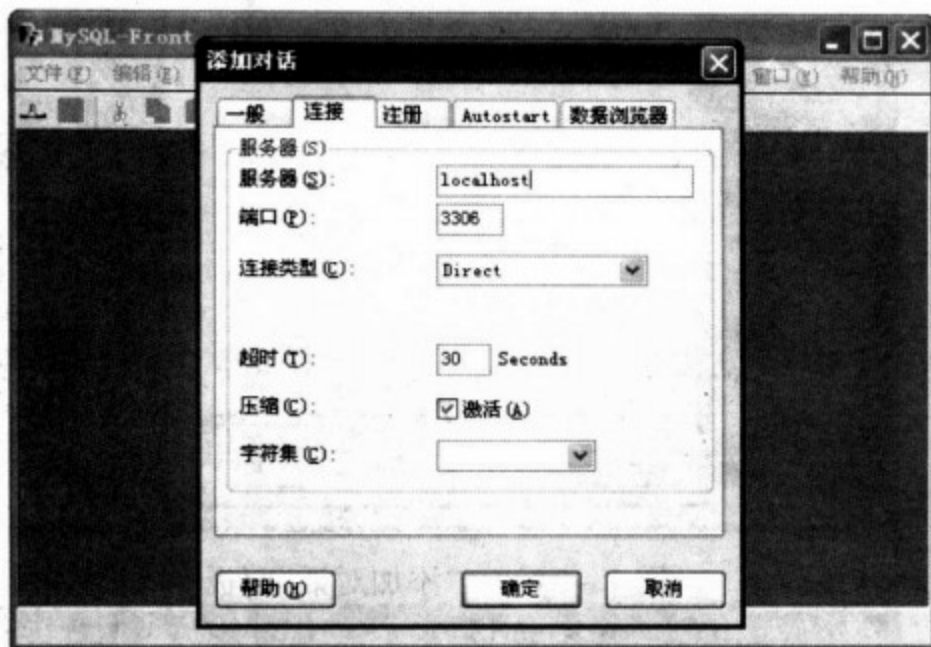 MySQL-Front
文件(F) 编辑(E) 窗口(W) 帮助(H)
添加对话
一般 连接 注册 Autostart 数据浏览器
服务器(S)
服务器(S): localhost
端口(P): 3306
连接类型(C): Direct
超时(T): 30 Seconds
压缩(C): 激活(A)
字符集(C):
帮助(H) 确定 取消